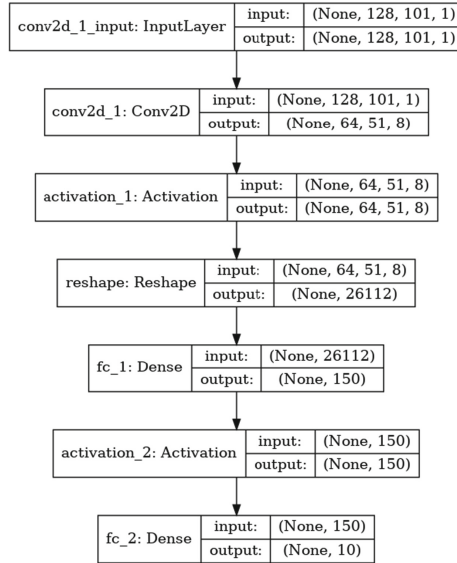 conv2d_1_input: InputLayer input: (None, 128, 101, 1)
output: (None, 128, 101, 1)
conv2d_1: Conv2D input: (None, 128, 101, 1)
output: (None, 64, 51, 8)
activation_1: Activation input: (None, 64, 51, 8)
output: (None, 64, 51, 8)
reshape: Reshape input: (None, 64, 51, 8)
output: (None, 26112)
fc_1: Dense input: (None, 26112)
output: (None, 150)
activation_2: Activation input: (None, 150)
output: (None, 150)
fc_2: Dense input: (None, 150)
output: (None, 10)